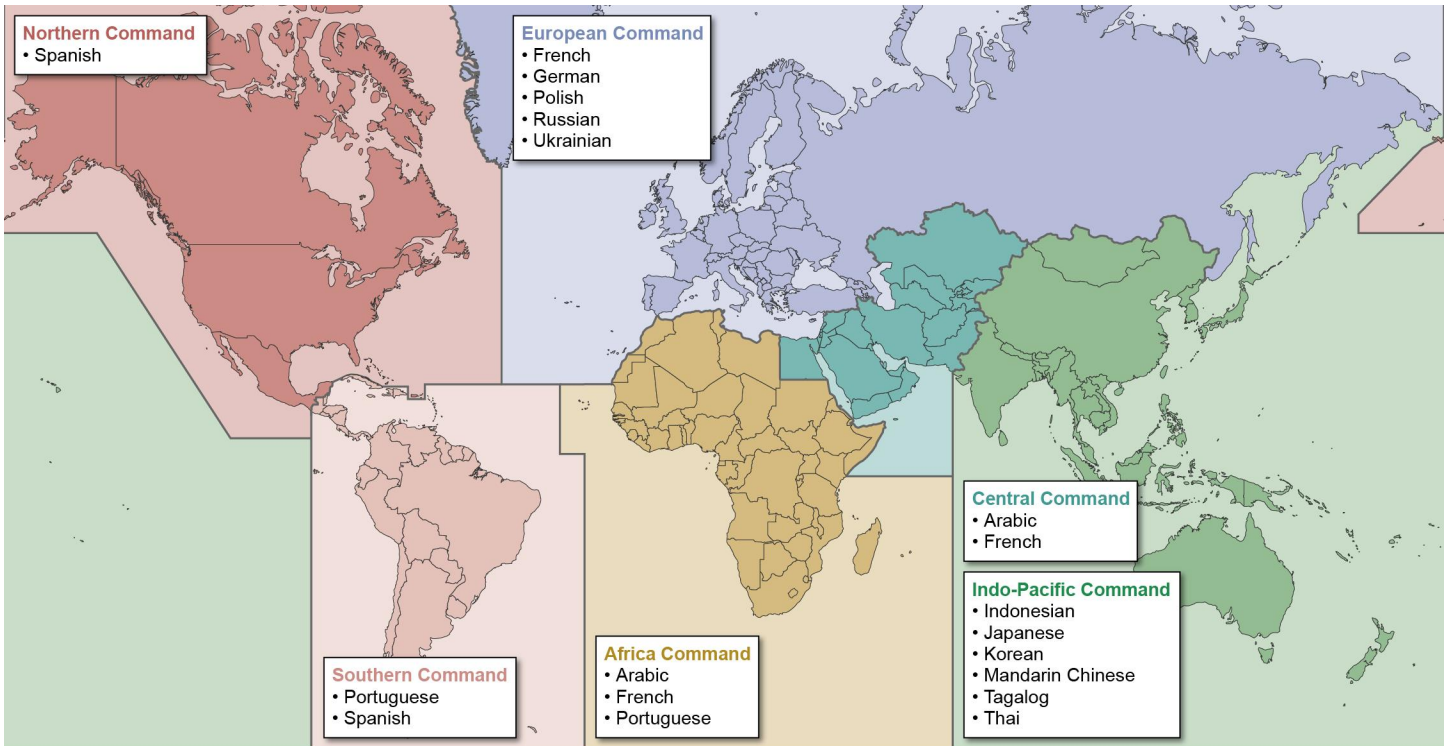 Northern Command
• Spanish
European Command
• French
• German
• Polish
• Russian
• Ukrainian
Central Command
• Arabic
• French
Indo-Pacific Command
• Indonesian
• Japanese
• Korean
• Mandarin Chinese
• Tagalog
• Thai
Africa Command
• Arabic
• French
• Portuguese
Southern Command
• Portuguese
• Spanish